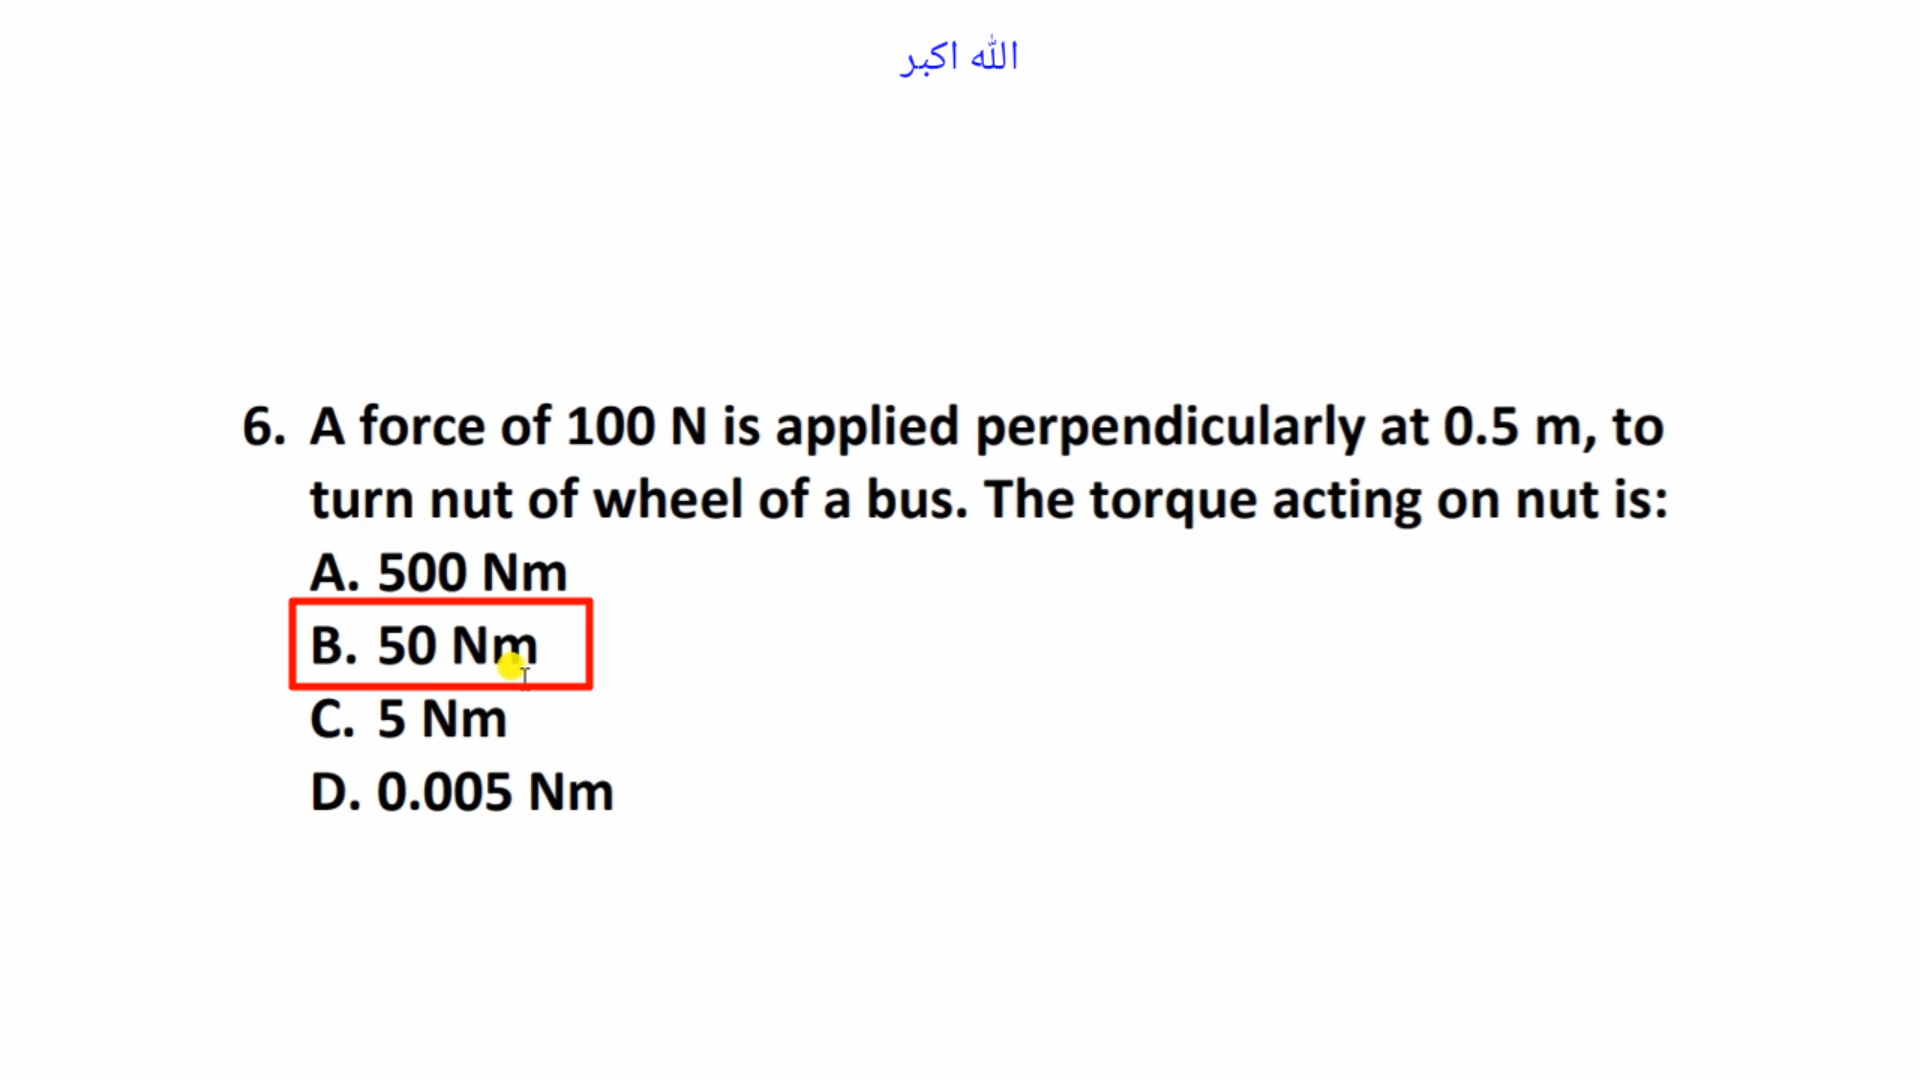 الله اكبر
6. A force of 100 N is applied perpendicularly at 0.5 m, to
turn nut of wheel of a bus. The torque acting on nut is:
A. 500 Nm
B. 50 Nm
C. 5 Nm
D. 0.005 Nm